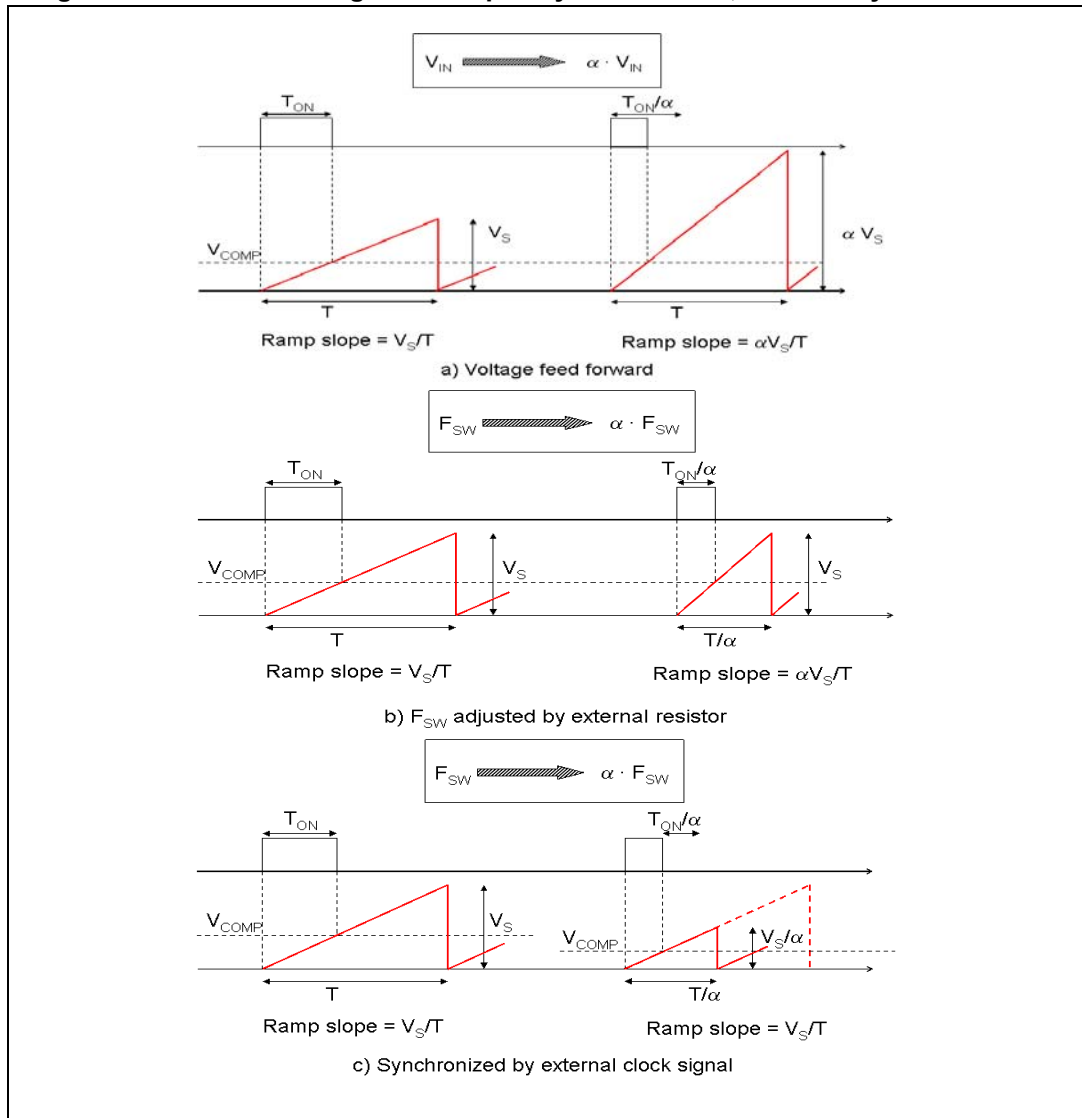 V_IN α · V_IN
T_ON T_ON/α
V_S α V_S
V_COMP
T T
Ramp slope = V_S/T Ramp slope = αV_S/T
a) Voltage feed forward
F_SW α · F_SW
T_ON T_ON/α
V_COMP V_S V_S
T T/α
Ramp slope = V_S/T Ramp slope = αV_S/T
b) F_SW adjusted by external resistor
F_SW α · F_SW
T_ON T_ON/α
V_COMP V_S V_COMP V_S/α
T T/α
Ramp slope = V_S/T Ramp slope = V_S/T
c) Synchronized by external clock signal